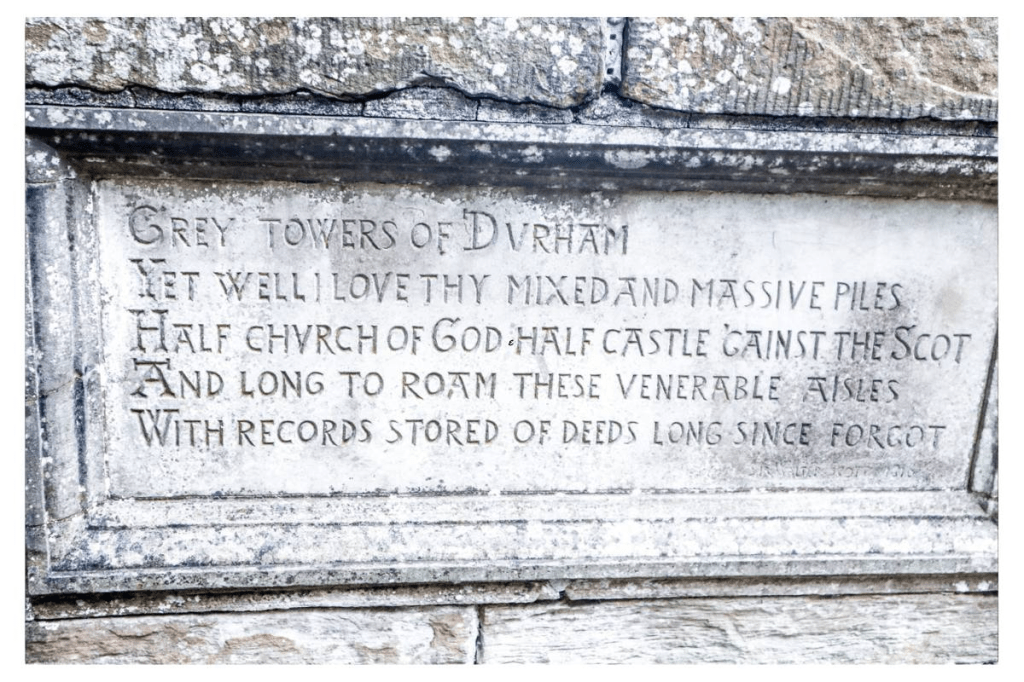 GREY TOWERS OF DVRHAM
YET WELL I LOVE THY MIXED AND MASSIVE PILES
HALF CHVRCH OF GOD HALF CASTLE 'GAINST THE SCOT
AND LONG TO ROAM THESE VENERABLE AISLES
WITH RECORDS STORED OF DEEDS LONG SINCE FORGOT